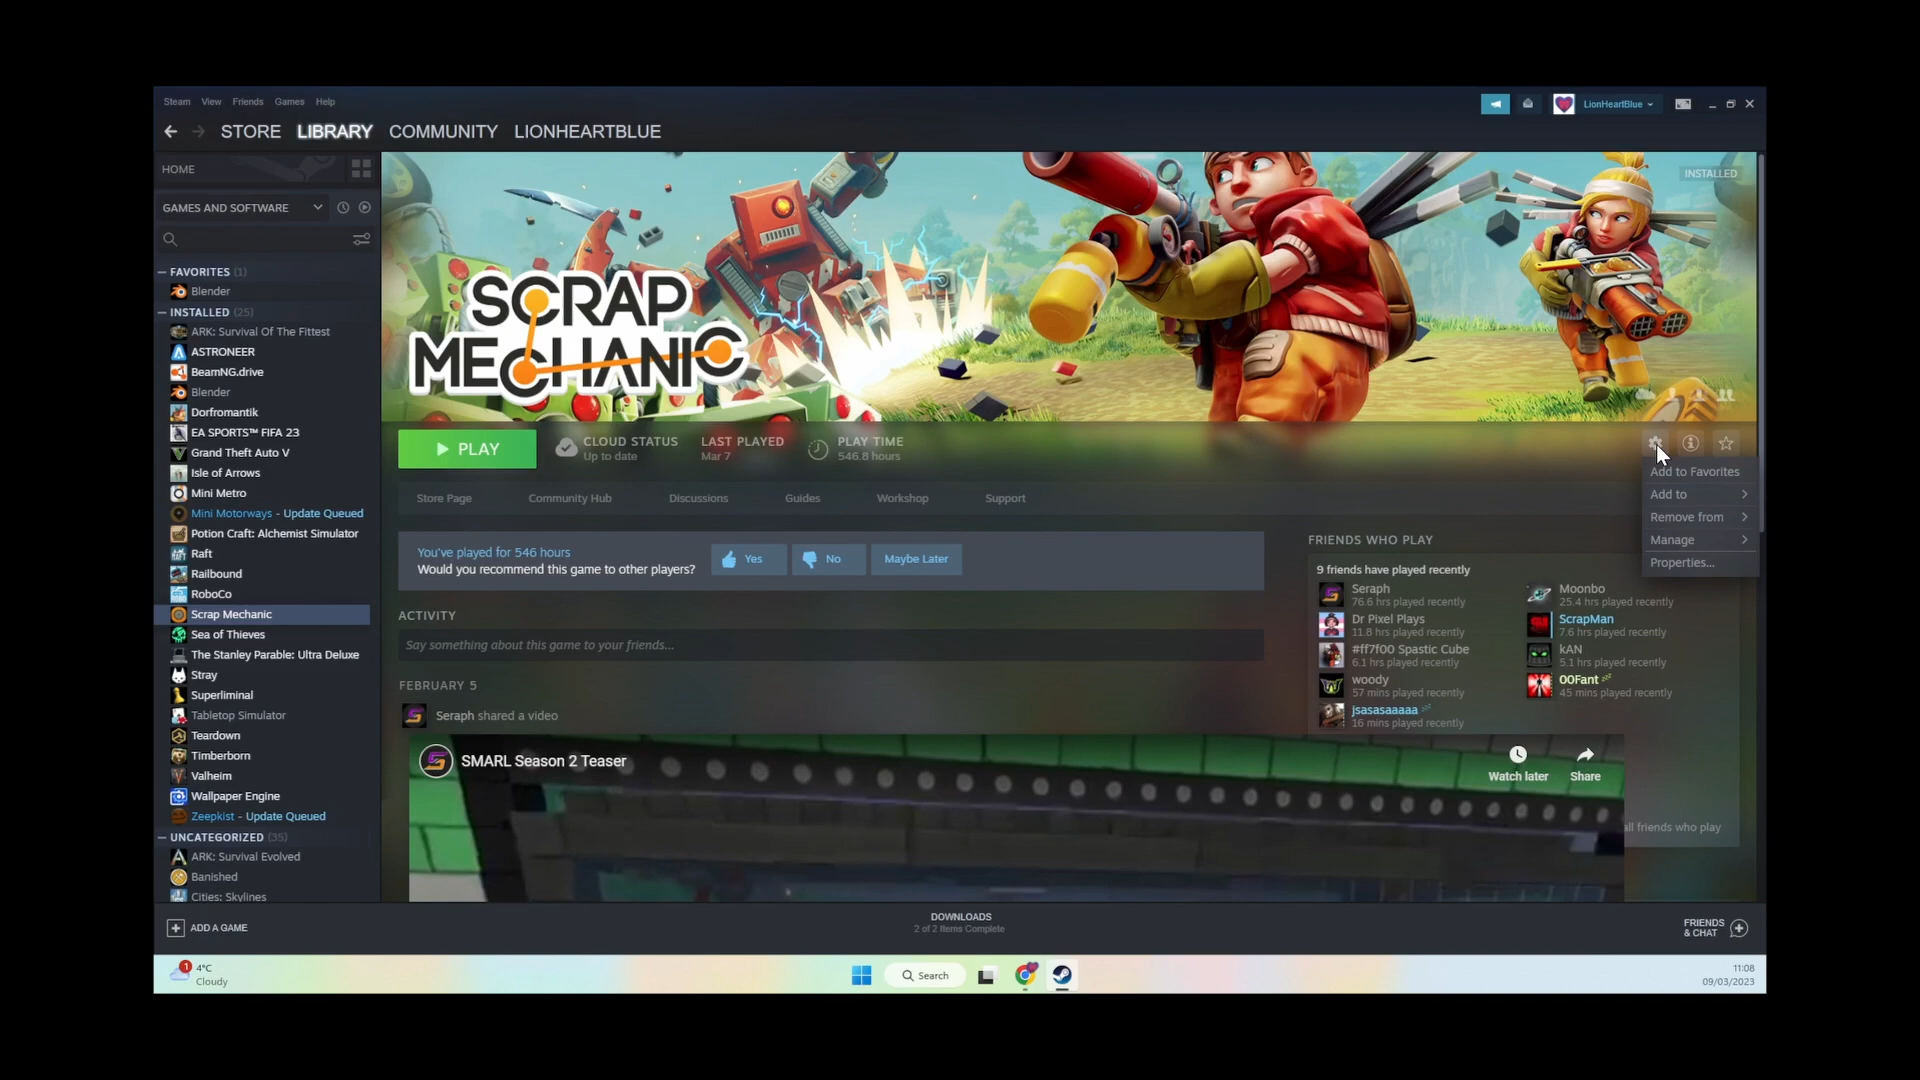 Steam View Friends Games Help
LionHeartBlue
STORE LIBRARY COMMUNITY LIONHEARTBLUE
HOME
INSTALLED
GAMES AND SOFTWARE
FAVORITES (1)
Blender
INSTALLED (25)
ARK: Survival Of The Fittest
ASTRONEER
BeamNG.drive
Blender
Dorfromantik
EA SPORTS™ FIFA 23
Grand Theft Auto V
Isle of Arrows
Mini Metro
Mini Motorways - Update Queued
Potion Craft: Alchemist Simulator
Raft
Railbound
RoboCo
Scrap Mechanic
Sea of Thieves
The Stanley Parable: Ultra Deluxe
Stray
Superliminal
Tabletop Simulator
Teardown
Timberborn
Valheim
Wallpaper Engine
Zeepkist - Update Queued
UNCATEGORIZED (35)
ARK: Survival Evolved
Banished
Cities: Skylines
SCRAP
MECHANIC
PLAY
CLOUD STATUS
Up to date
LAST PLAYED
Mar 7
PLAY TIME
546.8 hours
Add to Favorites
Add to
Remove from
Manage
Properties...
Store Page Community Hub Discussions Guides Workshop Support
You've played for 546 hours
Would you recommend this game to other players?
Yes
No
Maybe Later
ACTIVITY
Say something about this game to your friends...
FEBRUARY 5
Seraph shared a video
SMARL Season 2 Teaser
Watch later
Share
FRIENDS WHO PLAY
9 friends have played recently
Seraph
76.6 hrs played recently
Moonbo
25.4 hrs played recently
Dr Pixel Plays
11.8 hrs played recently
ScrapMan
7.6 hrs played recently
#ff7f00 Spastic Cube
6.1 hrs played recently
kAN
5.1 hrs played recently
woody
57 mins played recently
00Fant
45 mins played recently
jsasasaaaaa
16 mins played recently
all friends who play
ADD A GAME
DOWNLOADS
2 of 2 Items Complete
FRIENDS
& CHAT
1
4°C
Cloudy
Search
11:08
09/03/2023